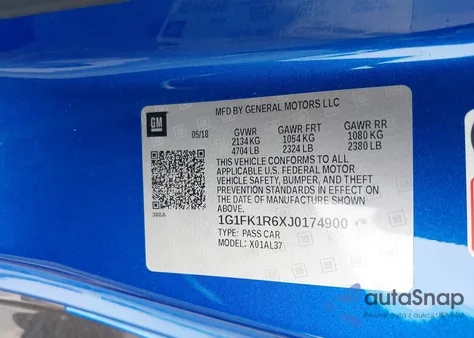 MFD BY GENERAL MOTORS LLC
GM
05/18
GVWR GAWR FRT GAWR RR
2134 KG 1054 KG 1080 KG
4704 LB 2324 LB 2380 LB
THIS VEHICLE CONFORMS TO ALL
APPLICABLE U.S. FEDERAL MOTOR
VEHICLE SAFETY, BUMPER, AND THEFT
PREVENTION STANDARDS IN EFFECT ON
THE DATE OF MANUFACTURE SHOWN
ABOVE.
388A
1G1FK1R6XJ0174900
TYPE: PASS CAR
MODEL: X01AL37
autaSnap